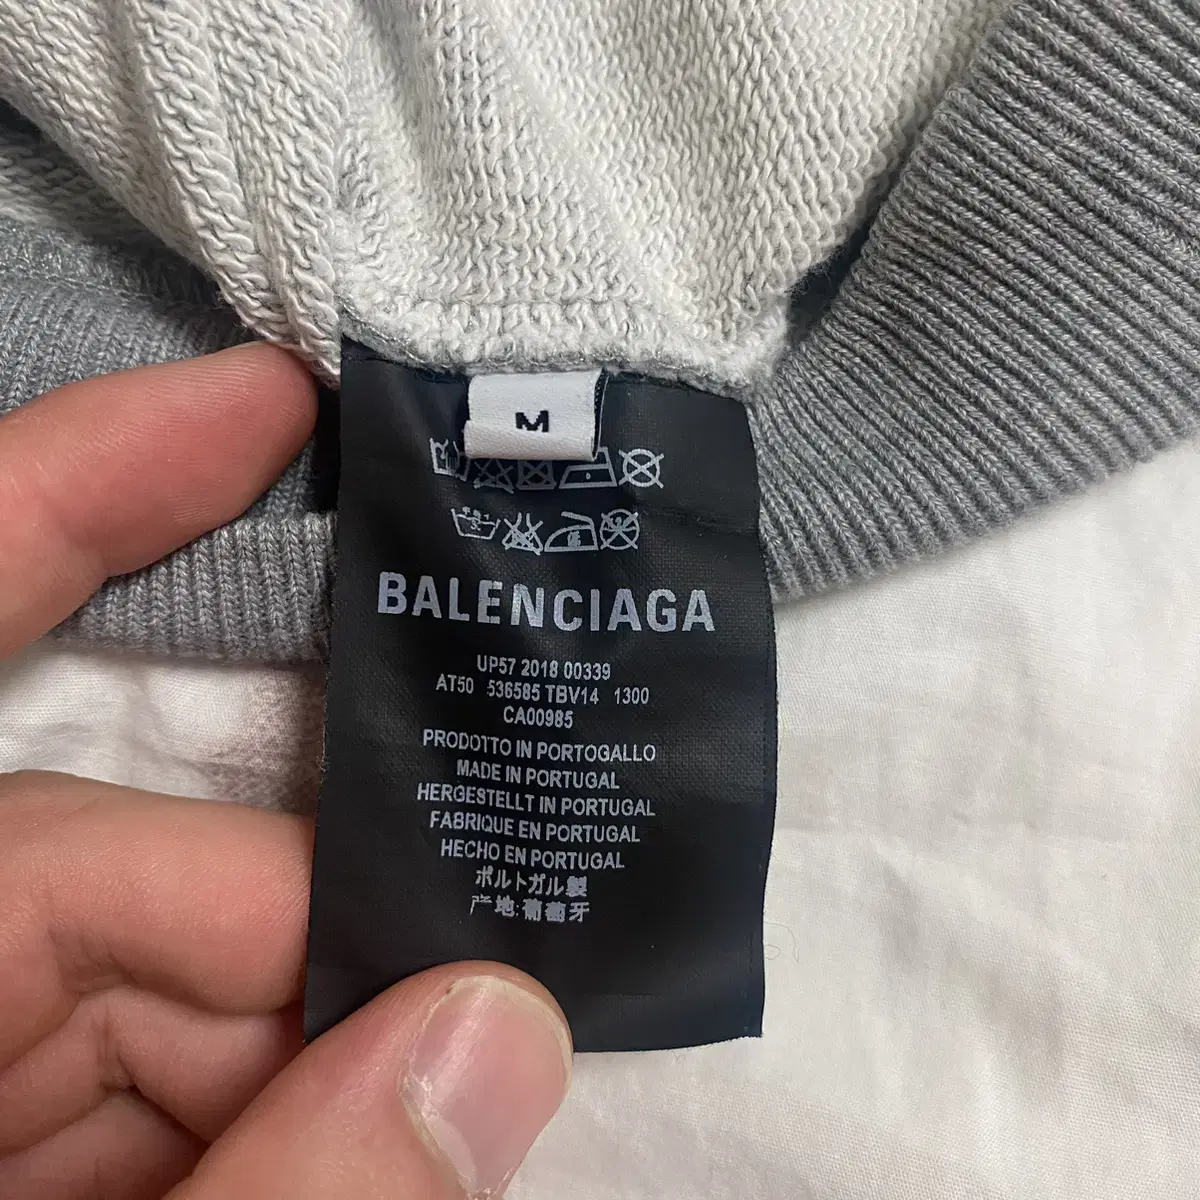 M
BALENCIAGA
UP57 2018 00339
AT50 536585 TBV14 1300
CA00985
PRODOTTO IN PORTOGALLO
MADE IN PORTUGAL
HERGESTELLT IN PORTUGAL
FABRIQUE EN PORTUGAL
HECHO EN PORTUGAL
ポルトガル製
产地:葡萄牙